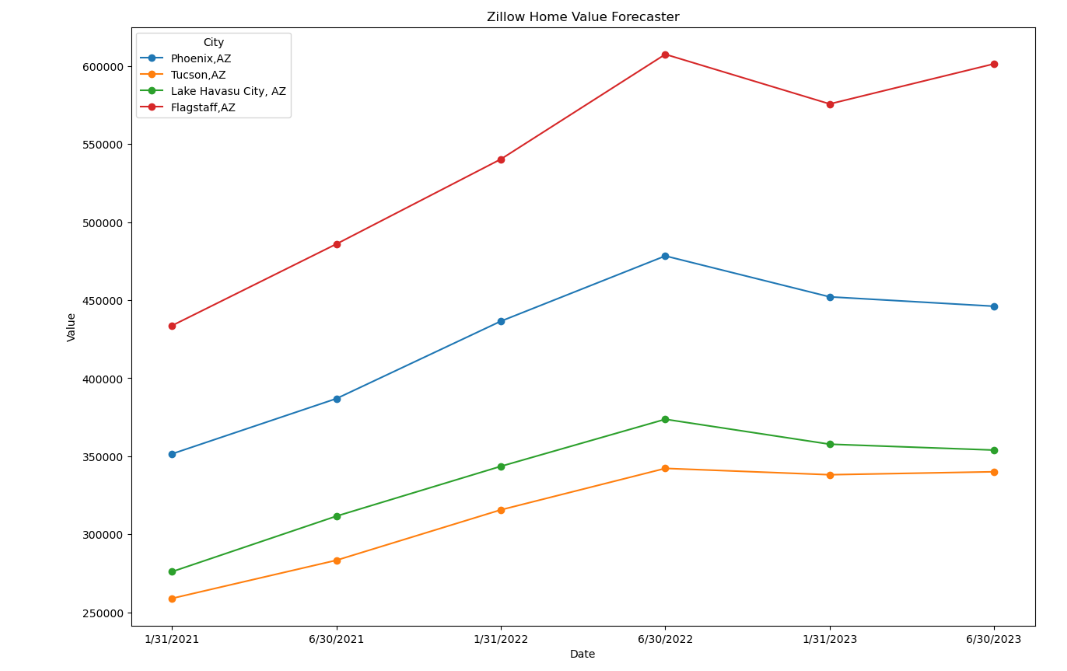 Zillow Home Value Forecaster
City
Phoenix,AZ
Tucson,AZ
Lake Havasu City, AZ
Flagstaff,AZ
600000
550000
500000
450000
400000
350000
300000
250000
Value
1/31/2021
6/30/2021
1/31/2022
6/30/2022
1/31/2023
6/30/2023
Date